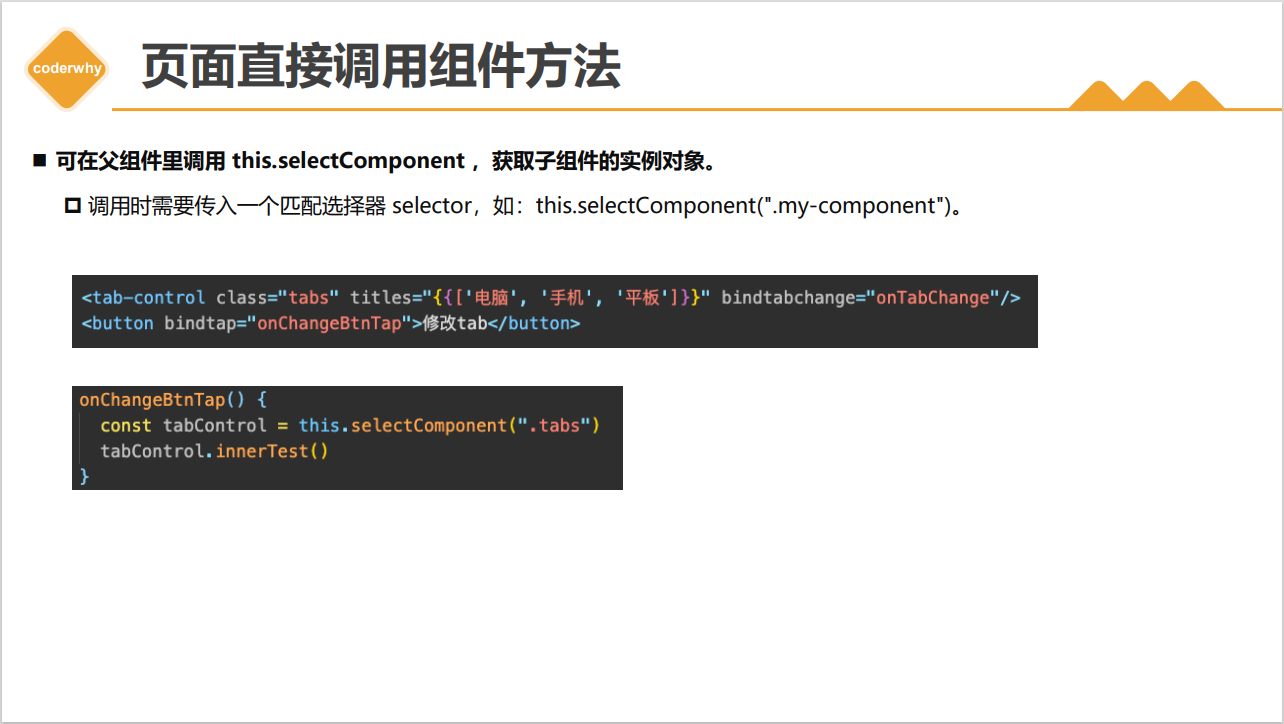 coderwhy
页面直接调用组件方法
可在父组件里调用 this.selectComponent ，获取子组件的实例对象。
调用时需要传入一个匹配选择器 selector，如：this.selectComponent(".my-component")。
<tab-control class="tabs" titles="{{['电脑', '手机', '平板']}}" bindtabchange="onTabChange"/>
<button bindtap="onChangeBtnTap">修改tab</button>
onChangeBtnTap() {
const tabControl = this.selectComponent(".tabs")
tabControl.innerTest()
}